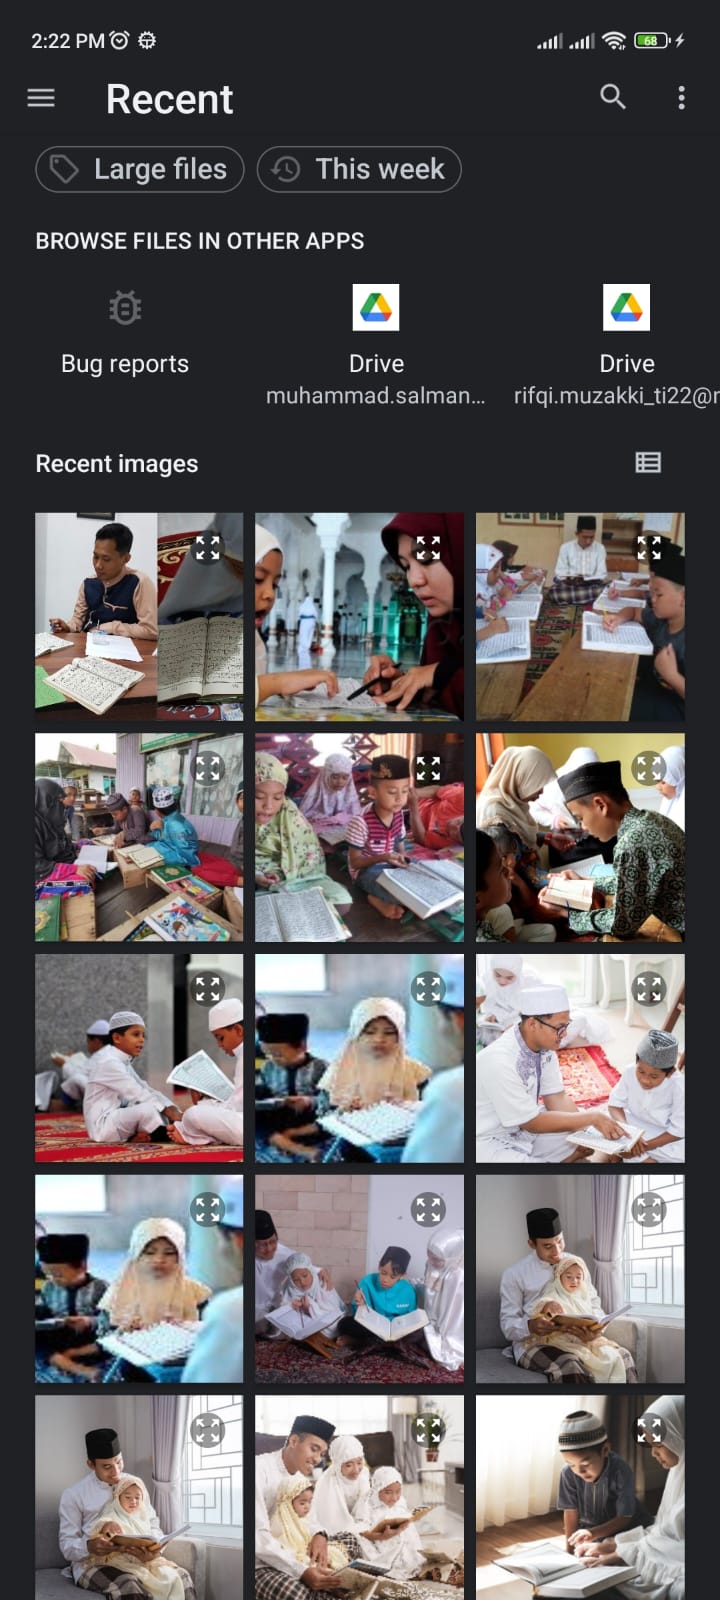 2:22 PM
68
Recent
Large files
This week
BROWSE FILES IN OTHER APPS
Bug reports
Drive
muhammad.salman...
Drive
rifqi.muzakki_ti22@
Recent images